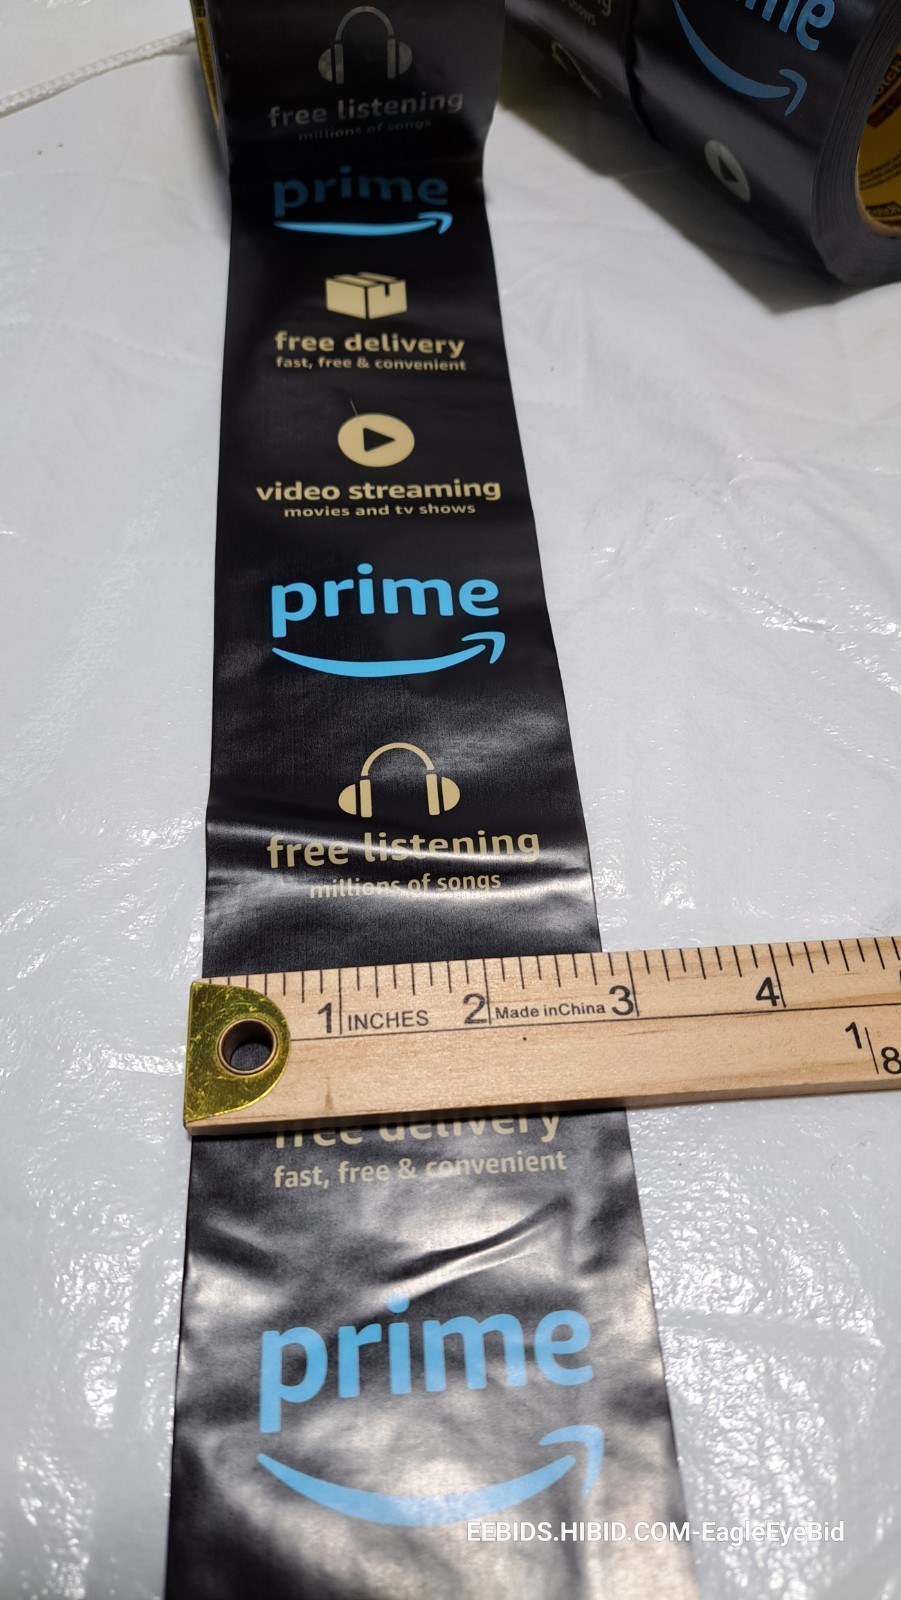 free listening
millions of songs
prime
free delivery
fast, free & convenient
video streaming
movies and tv shows
prime
free listening
millions of songs
1 INCHES 2 Made in China 3 4
1 8
free delivery
fast, free & convenient
prime
EEBIDS.HIBID.COM-EagleEyeBid